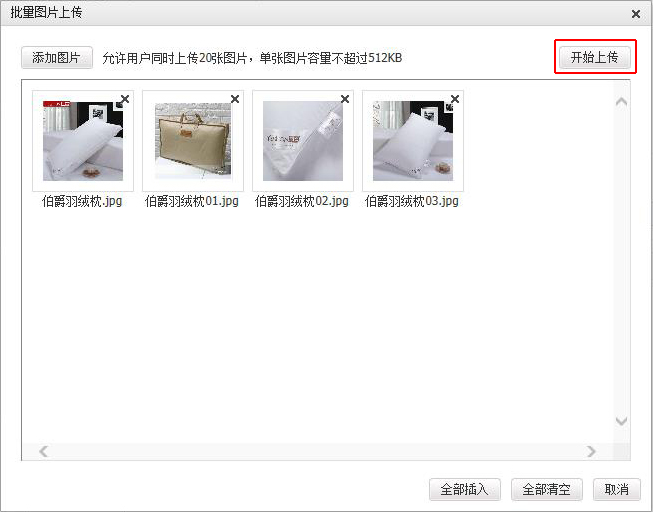 批量图片上传
添加图片 允许用户同时上传20张图片，单张图片容量不超过512KB 开始上传
伯爵羽绒枕.jpg 伯爵羽绒枕01.jpg 伯爵羽绒枕02.jpg 伯爵羽绒枕03.jpg
全部插入 全部清空 取消